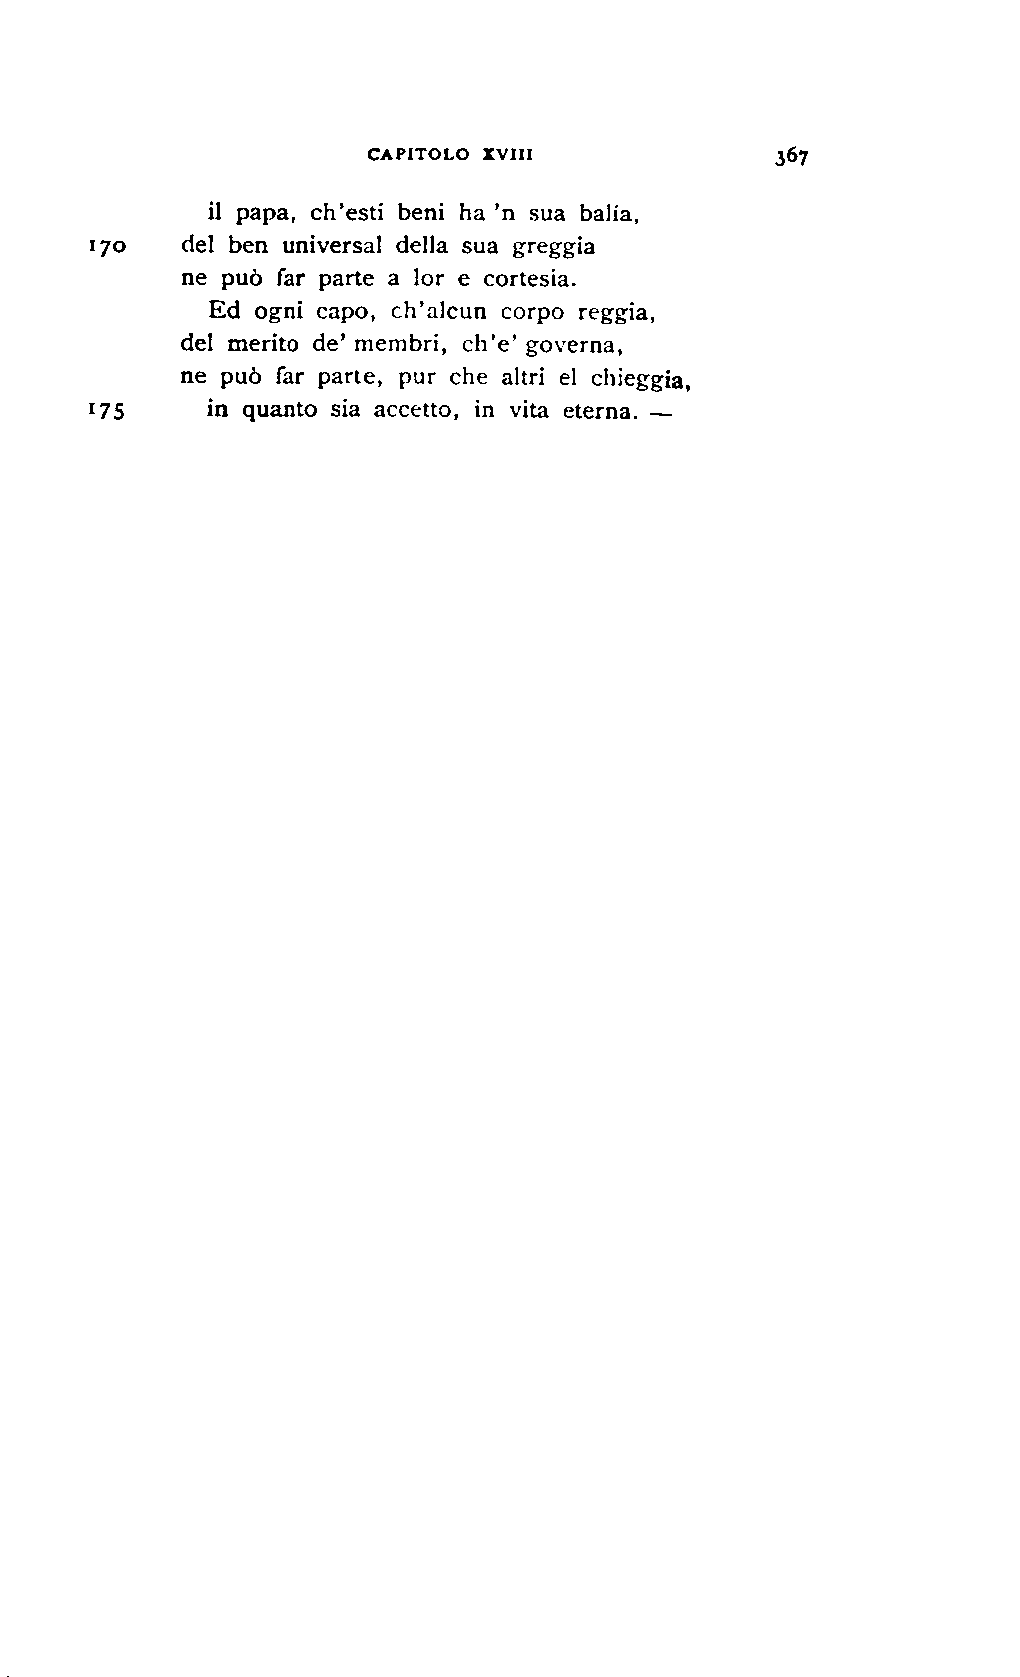 CAPITOLO XVIII 367
il papa, ch'esti beni ha 'n sua balía,
170 del ben universal della sua greggia
ne può far parte a lor e cortesia.
Ed ogni capo, ch'alcun corpo reggia,
del merito de' membri, ch'e' governa,
ne può far parte, pur che altri el chieggia,
175 in quanto sia accetto, in vita eterna. —